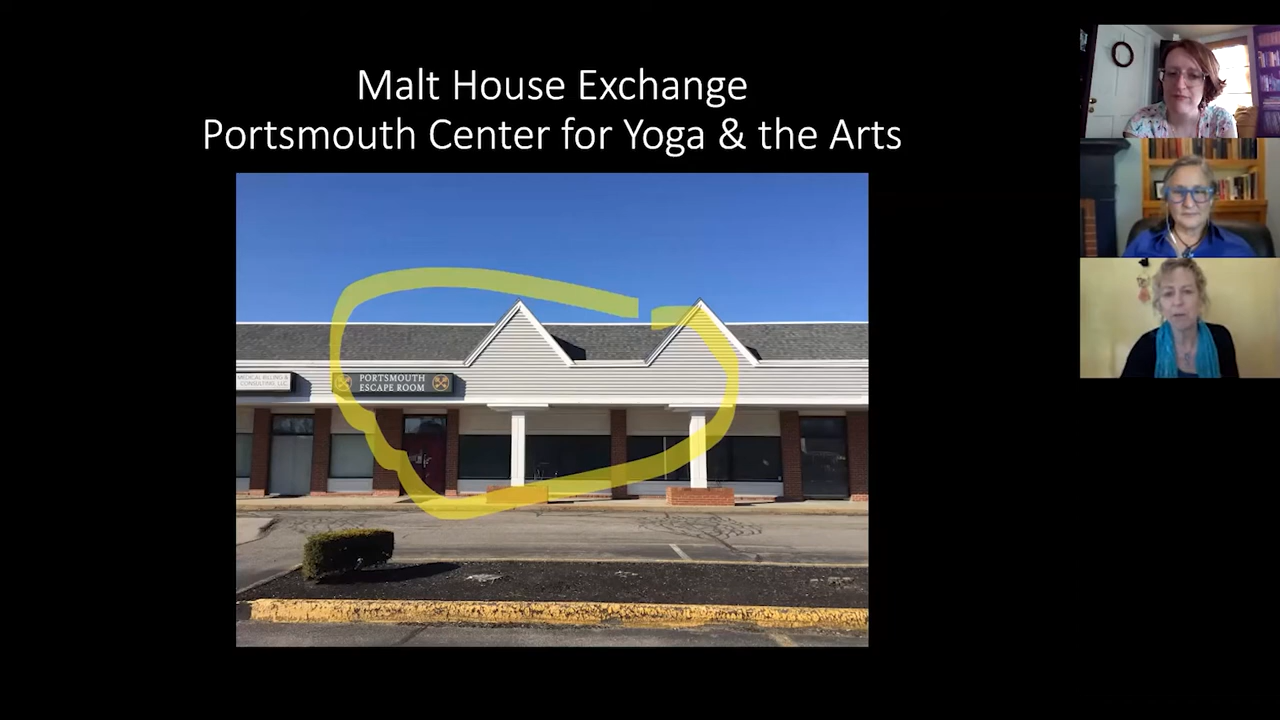 Malt House Exchange
Portsmouth Center for Yoga & the Arts
MEDICAL BILLING &
CONSULTING LLC
PORTSMOUTH
ESCAPE ROOM